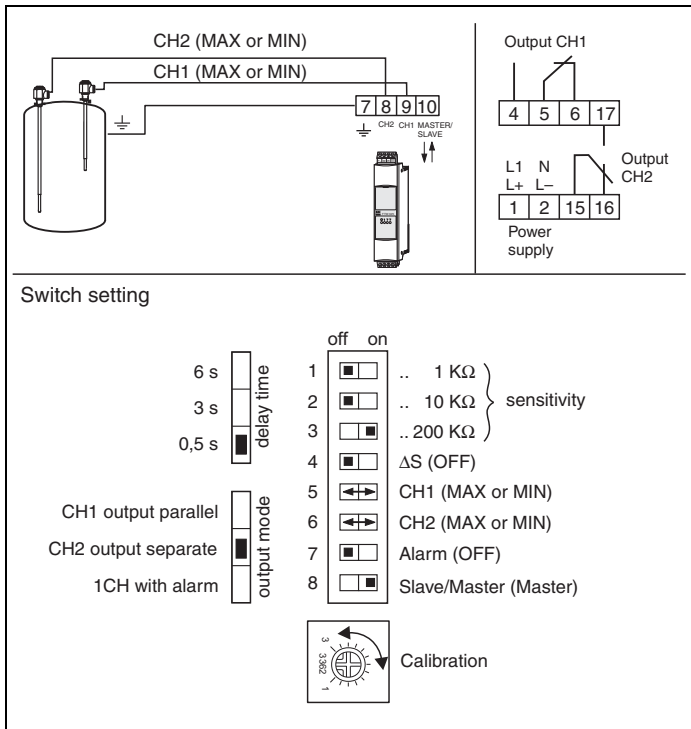 CH2 (MAX or MIN)
CH1 (MAX or MIN)
7 8 9 10
CH2 CH1 MASTER/
SLAVE
Output CH1
4 5 6 17
L1 N
L+ L–
Output
CH2
1 2 15 16
Power
supply
Switch setting
off on
6 s
3 s
0,5 s
delay time
1 .. 1 KΩ
2 .. 10 KΩ
3 .. 200 KΩ
sensitivity
4 ΔS (OFF)
5 CH1 (MAX or MIN)
6 CH2 (MAX or MIN)
7 Alarm (OFF)
8 Slave/Master (Master)
CH1 output parallel
CH2 output separate
1CH with alarm
output mode
3
3362
1
Calibration